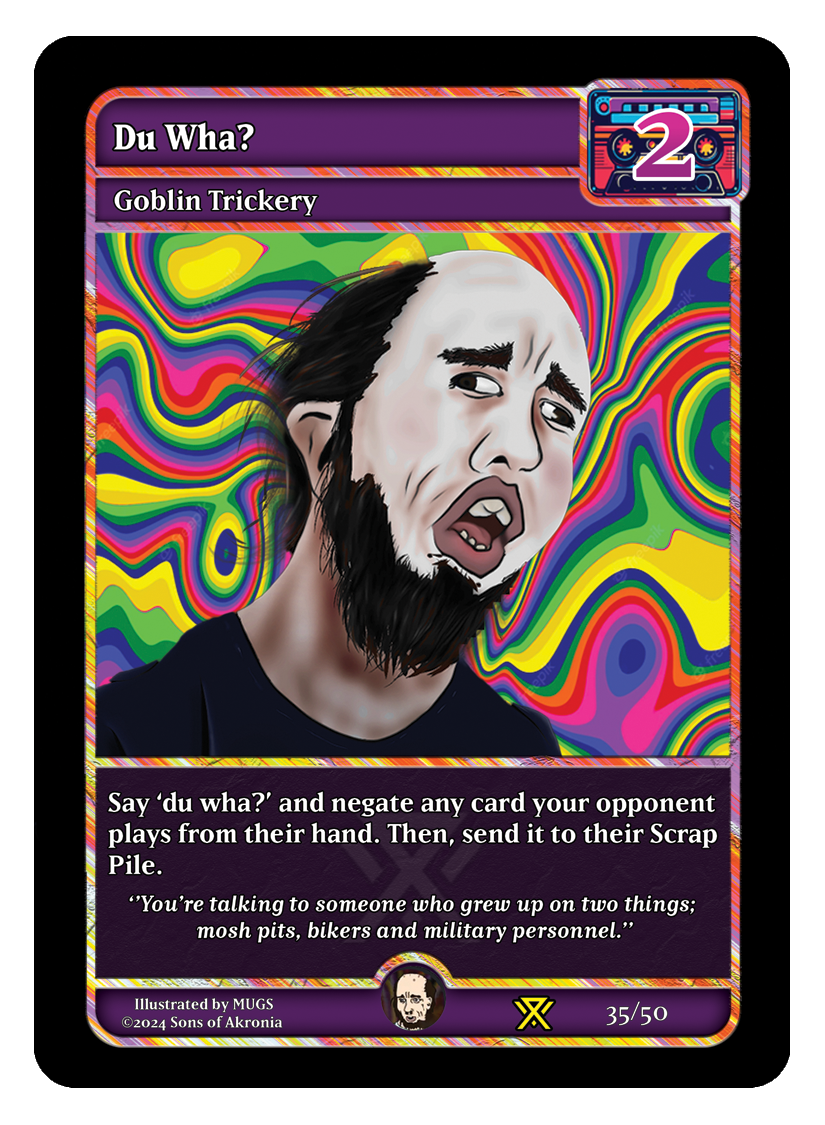 Du Wha?
2
Goblin Trickery
Say ‘du wha?’ and negate any card your opponent
plays from their hand. Then, send it to their Scrap
Pile.
‘’You’re talking to someone who grew up on two things;
mosh pits, bikers and military personnel.’’
Illustrated by MUGS
©2024 Sons of Akronia
35/50